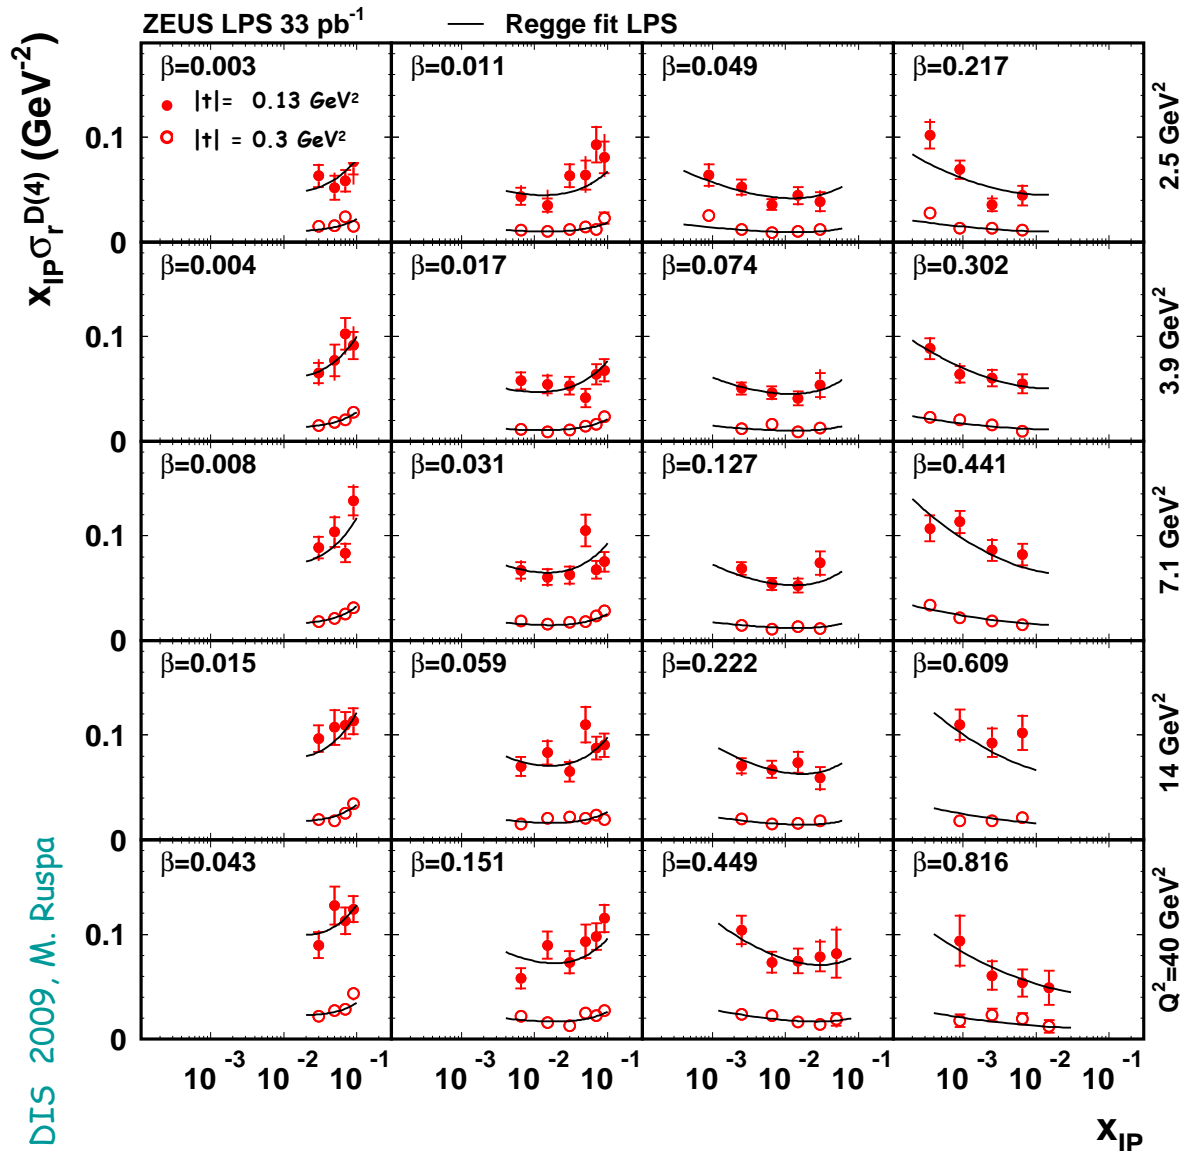 ZEUS LPS 33 pb⁻¹ — Regge fit LPS
x_IP σ_r^D(4) (GeV⁻²)
β=0.003 β=0.011 β=0.049 β=0.217
|t|= 0.13 GeV²
|t| = 0.3 GeV²
0.1
0
2.5 GeV²
β=0.004 β=0.017 β=0.074 β=0.302
0.1
0
3.9 GeV²
β=0.008 β=0.031 β=0.127 β=0.441
0.1
0
7.1 GeV²
β=0.015 β=0.059 β=0.222 β=0.609
0.1
0
14 GeV²
β=0.043 β=0.151 β=0.449 β=0.816
0.1
0
Q²=40 GeV²
10⁻³ 10⁻² 10⁻¹ 10⁻³ 10⁻² 10⁻¹ 10⁻³ 10⁻² 10⁻¹ 10⁻³ 10⁻² 10⁻¹
x_IP
DIS 2009, M. Ruspa